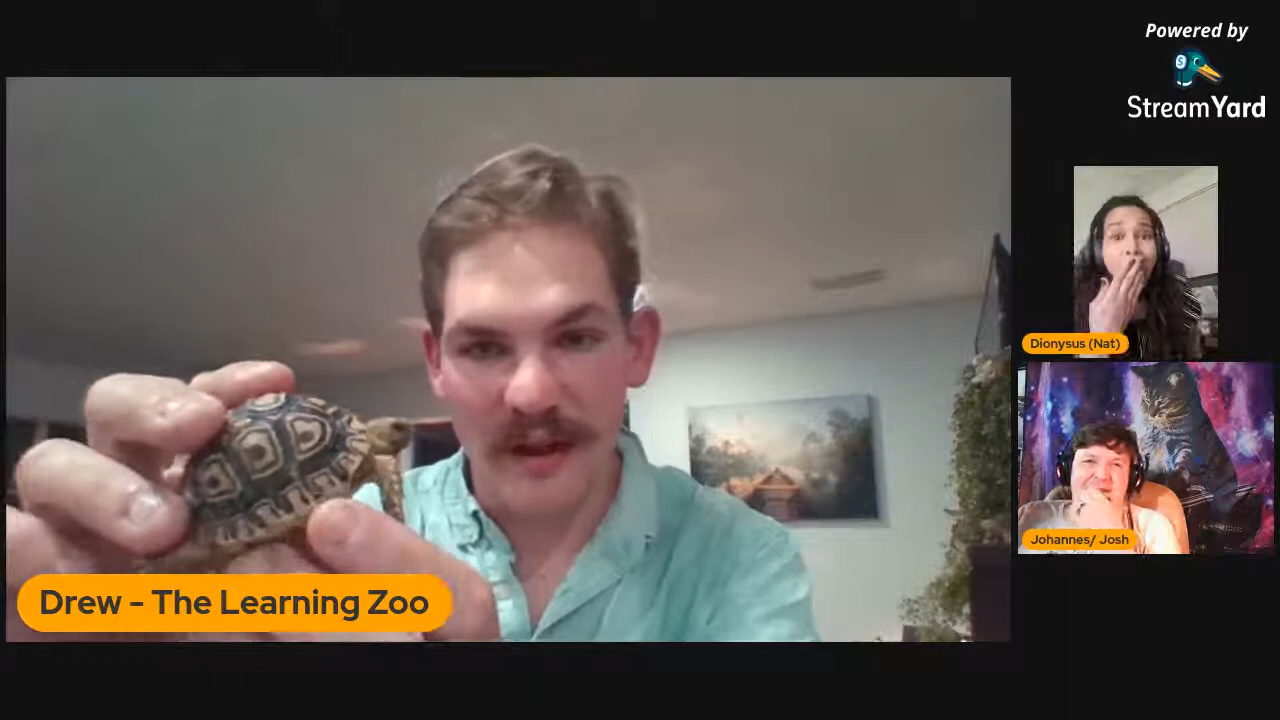 Powered by
StreamYard
Dionysus (Nat)
Johannes/ Josh
Drew - The Learning Zoo